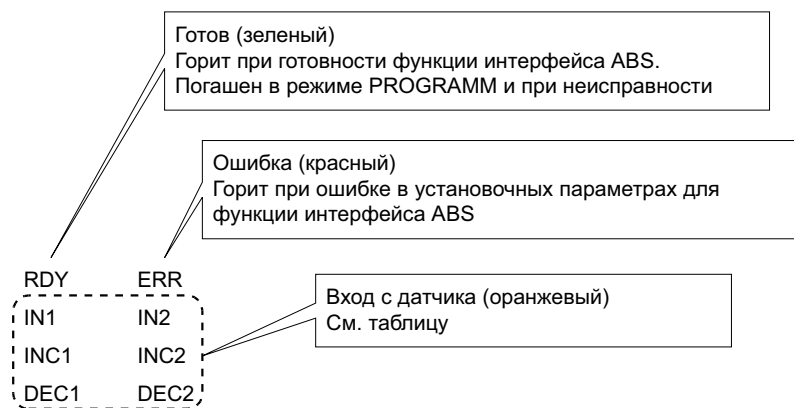 Готов (зеленый)
Горит при готовности функции интерфейса ABS.
Погашен в режиме PROGRAMM и при неисправности
Ошибка (красный)
Горит при ошибке в установочных параметрах для
функции интерфейса ABS
RDY ERR
Вход с датчика (оранжевый)
См. таблицу
IN1 IN2
INC1 INC2
DEC1 DEC2